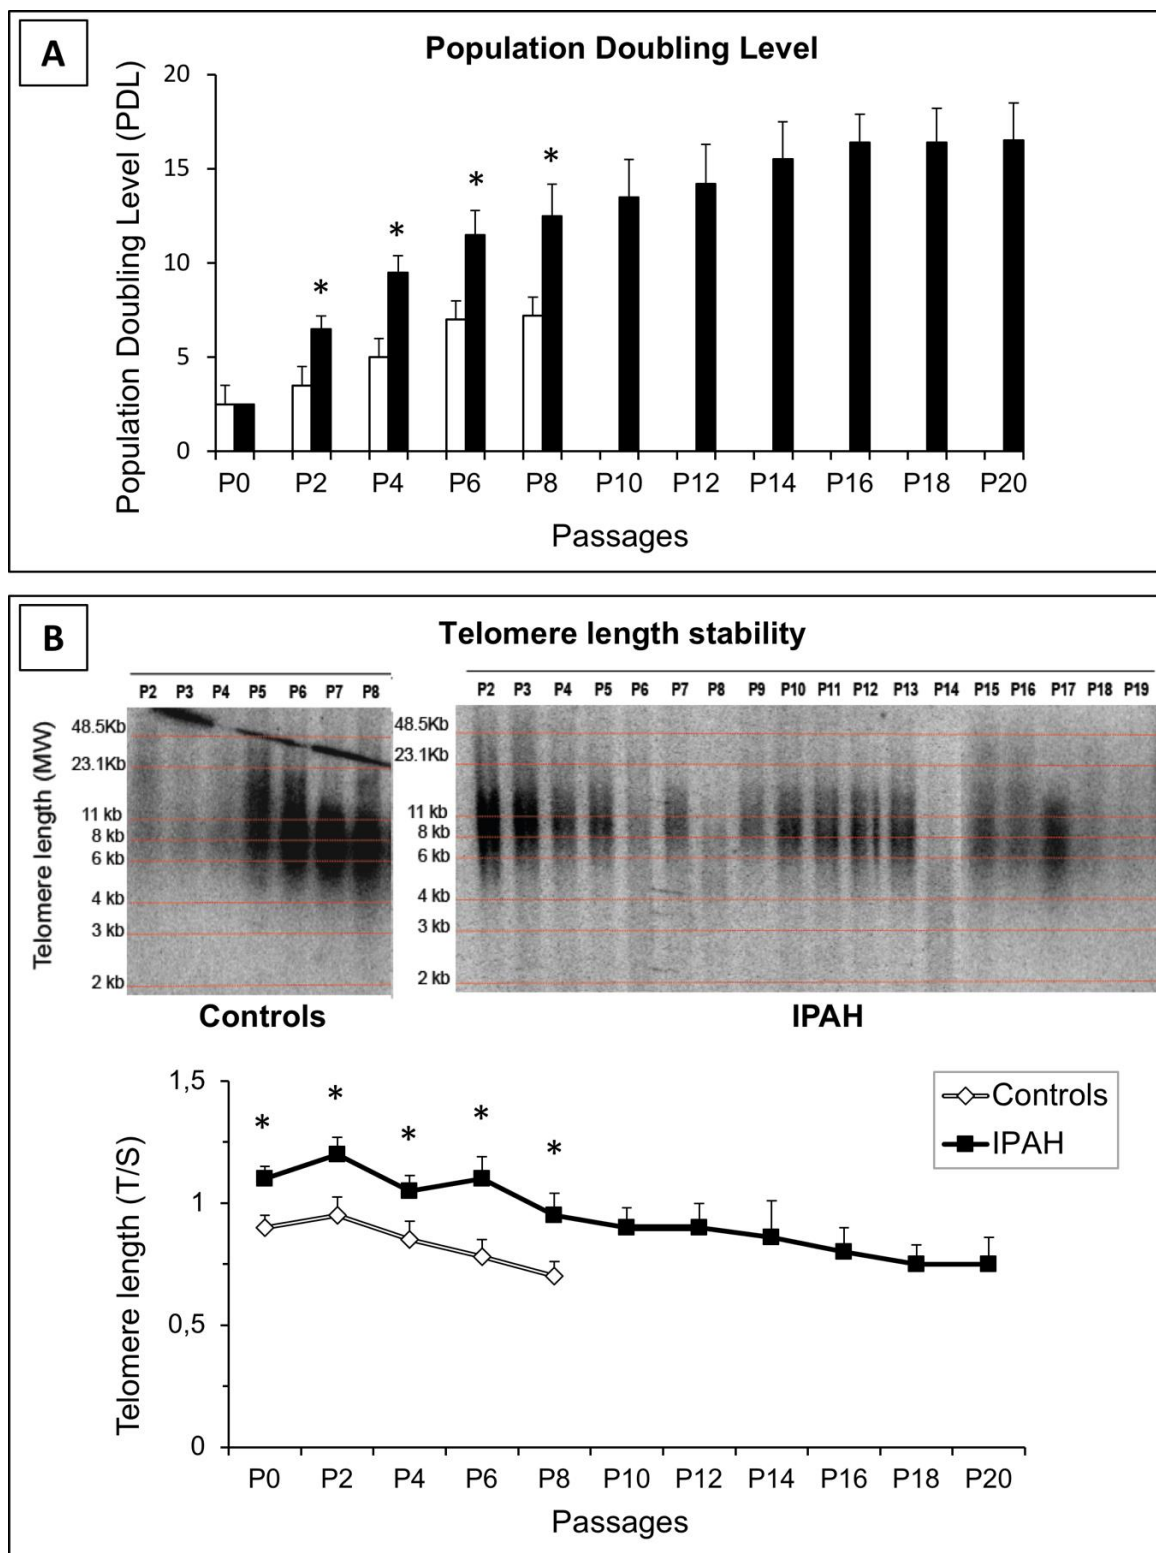 A
Population Doubling Level
Population Doubling Level (PDL)
20
15
10
5
0
*
*
*
*
P0 P2 P4 P6 P8 P10 P12 P14 P16 P18 P20
Passages
B
Telomere length stability
P2 P3 P4 P5 P6 P7 P8
P2 P3 P4 P5 P6 P7 P8 P9 P10 P11 P12 P13 P14 P15 P16 P17 P18 P19
Telomere length (MW)
48.5Kb
23.1Kb
11 kb
8 kb
6 kb
4 kb
3 kb
2 kb
48.5Kb
23.1Kb
11 kb
8 kb
6 kb
4 kb
3 kb
2 kb
Controls
IPAH
Telomere length (T/S)
1,5
1
0,5
0
* * * * *
Controls
IPAH
P0 P2 P4 P6 P8 P10 P12 P14 P16 P18 P20
Passages